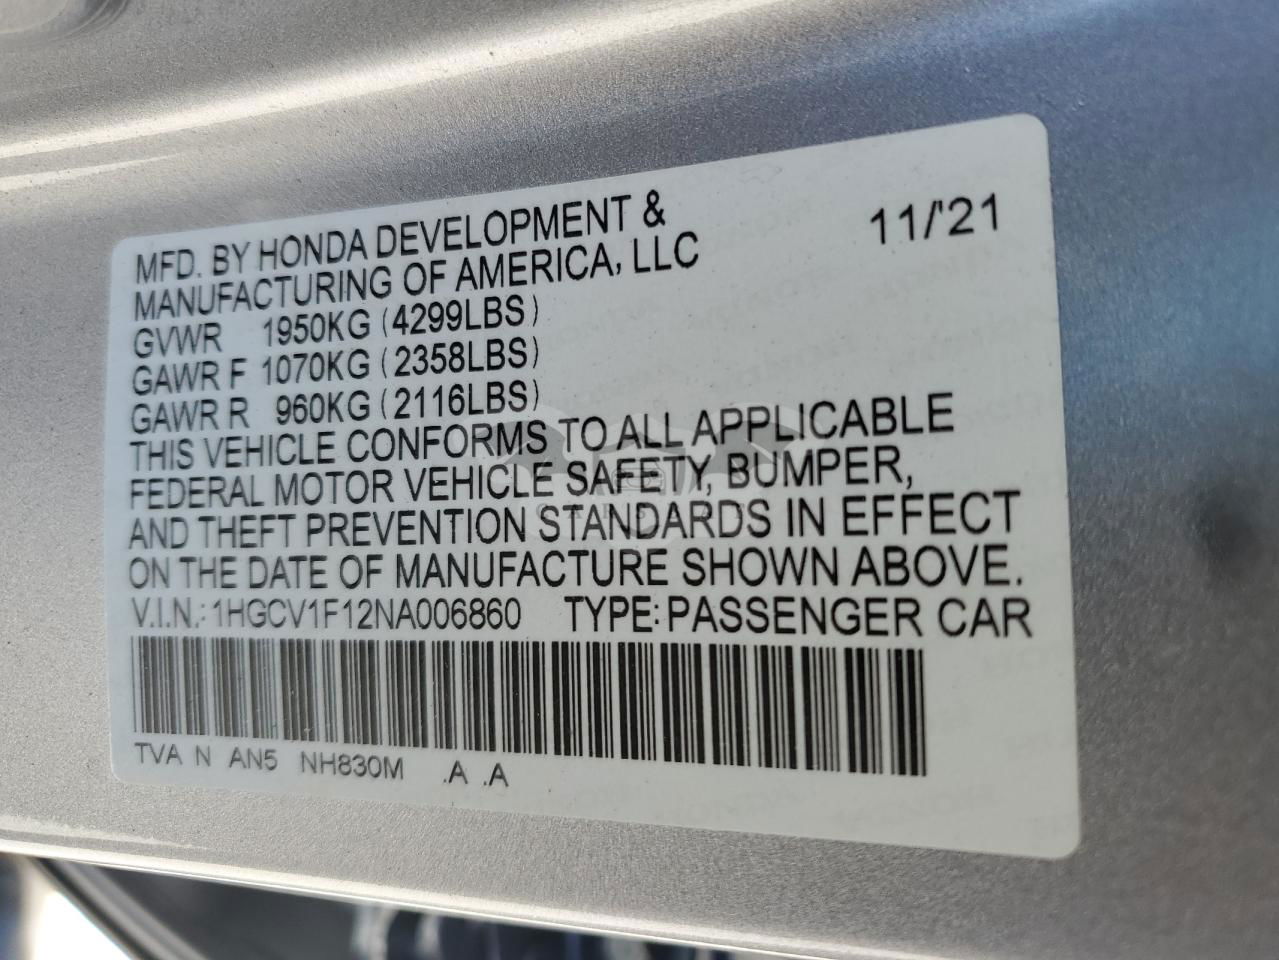 MFD. BY HONDA DEVELOPMENT &
MANUFACTURING OF AMERICA, LLC
11/'21
GVWR 1950KG (4299LBS)
GAWR F 1070KG (2358LBS)
GAWR R 960KG (2116LBS)
THIS VEHICLE CONFORMS TO ALL APPLICABLE
FEDERAL MOTOR VEHICLE SAFETY, BUMPER,
AND THEFT PREVENTION STANDARDS IN EFFECT
ON THE DATE OF MANUFACTURE SHOWN ABOVE.
V.I.N.: 1HGCV1F12NA006860 TYPE: PASSENGER CAR
TVA N AN5 NH830M .A .A